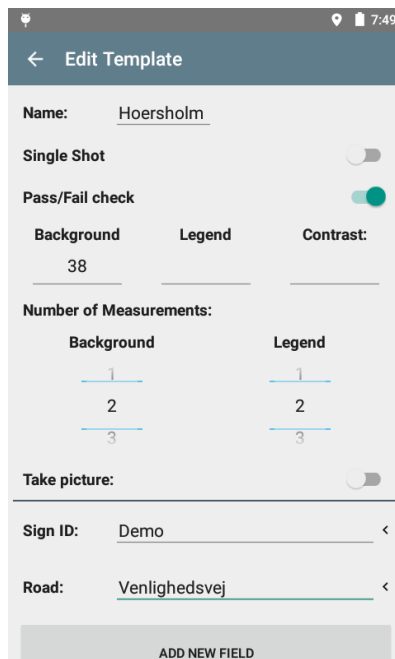 7:49
Edit Template
Name: Hoersholm
Single Shot
Pass/Fail check
Background Legend Contrast:
38
Number of Measurements:
Background Legend
1 1
2 2
3 3
Take picture:
Sign ID: Demo
Road: Venlighedsvej
ADD NEW FIELD